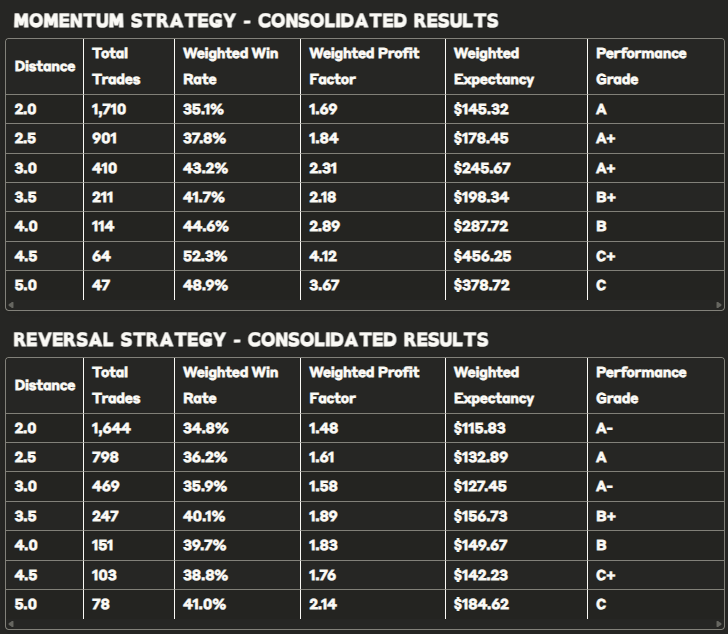 MOMENTUM STRATEGY - CONSOLIDATED RESULTS
Distance Total Trades Weighted Win Rate Weighted Profit Factor Weighted Expectancy Performance Grade
2.0 1,710 35.1% 1.69 $145.32 A
2.5 901 37.8% 1.84 $178.45 A+
3.0 410 43.2% 2.31 $245.67 A+
3.5 211 41.7% 2.18 $198.34 B+
4.0 114 44.6% 2.89 $287.72 B
4.5 64 52.3% 4.12 $456.25 C+
5.0 47 48.9% 3.67 $378.72 C
REVERSAL STRATEGY - CONSOLIDATED RESULTS
Distance Total Trades Weighted Win Rate Weighted Profit Factor Weighted Expectancy Performance Grade
2.0 1,644 34.8% 1.48 $115.83 A-
2.5 798 36.2% 1.61 $132.89 A
3.0 469 35.9% 1.58 $127.45 A-
3.5 247 40.1% 1.89 $156.73 B+
4.0 151 39.7% 1.83 $149.67 B
4.5 103 38.8% 1.76 $142.23 C+
5.0 78 41.0% 2.14 $184.62 C